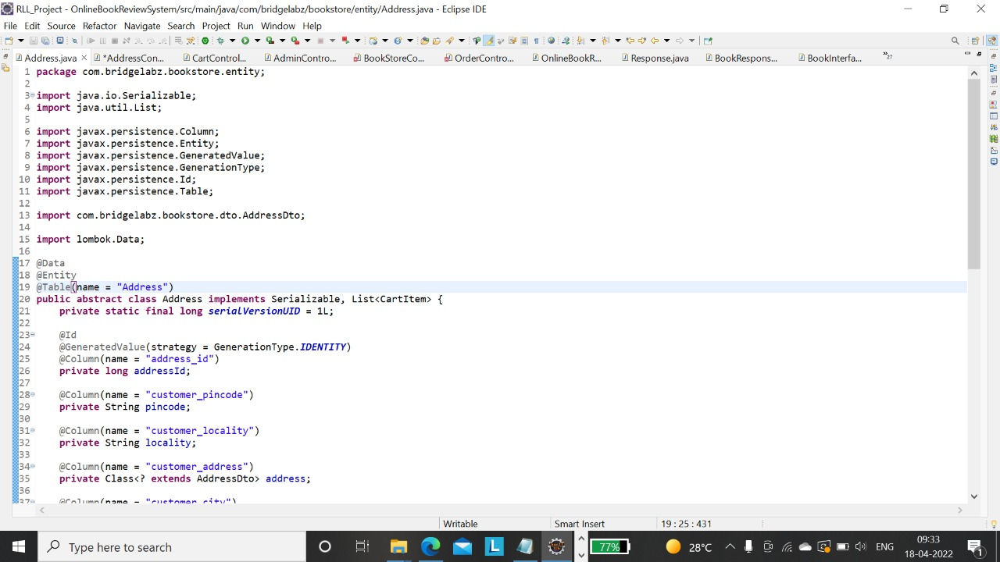 RLL_Project - OnlineBookReviewSystem/src/main/java/com/bridgelabz/bookstore/entity/Address.java - Eclipse IDE
File Edit Source Refactor Navigate Search Project Run Window Help
Address.java *AddressCon... CartControl... AdminContro... BookStoreCo... OrderContro... OnlineBookR... Response.java BookRespons... BookInterfa... »27
1 package com.bridgelabz.bookstore.entity;
2
3 import java.io.Serializable;
4 import java.util.List;
5
6 import javax.persistence.Column;
7 import javax.persistence.Entity;
8 import javax.persistence.GeneratedValue;
9 import javax.persistence.GenerationType;
10 import javax.persistence.Id;
11 import javax.persistence.Table;
12
13 import com.bridgelabz.bookstore.dto.AddressDto;
14
15 import lombok.Data;
16
17 @Data
18 @Entity
19 @Table(name = "Address")
20 public abstract class Address implements Serializable, List<CartItem> {
21 private static final long serialVersionUID = 1L;
22
23 @Id
24 @GeneratedValue(strategy = GenerationType.IDENTITY)
25 @Column(name = "address_id")
26 private long addressId;
27
28 @Column(name = "customer_pincode")
29 private String pincode;
30
31 @Column(name = "customer_locality")
32 private String locality;
33
34 @Column(name = "customer_address")
35 private Class<? extends AddressDto> address;
36
37 @Column(name = "customer_city")
Writable Smart Insert 19 : 25 : 431
Type here to search
L
77%
28°C
ENG
09:33
18-04-2022
1